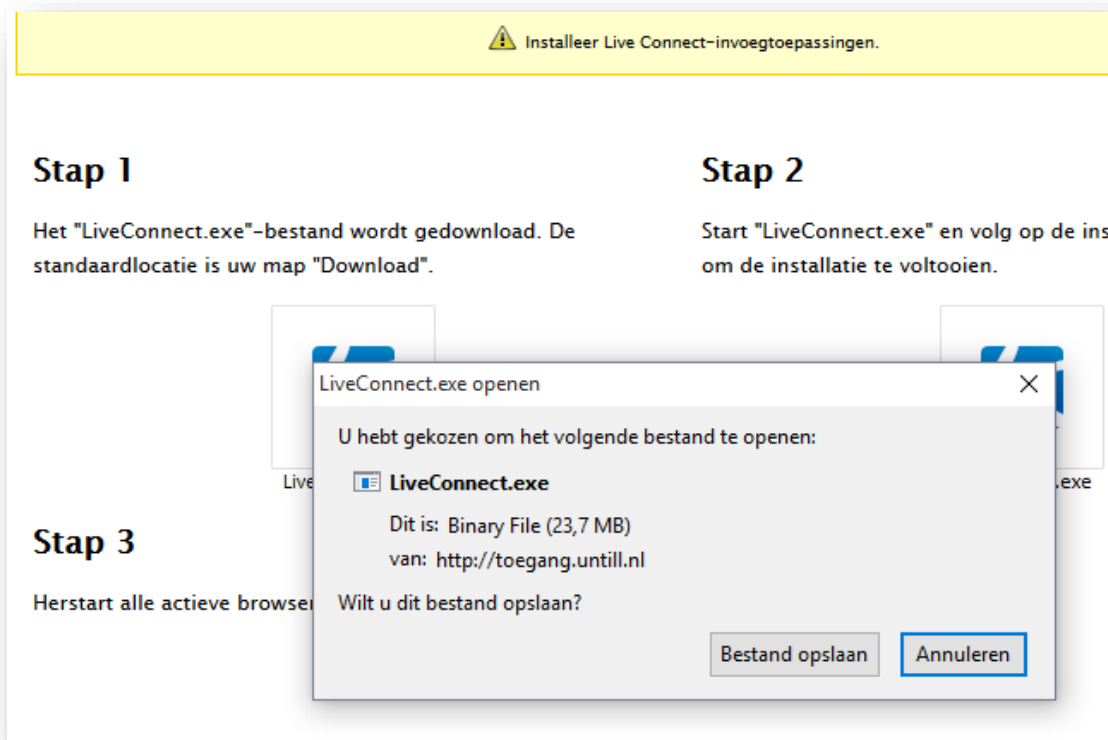 Installeer Live Connect-invoegtoepassingen.
Stap 1
Het "LiveConnect.exe"-bestand wordt gedownload. De
standaardlocatie is uw map "Download".
Stap 2
Start "LiveConnect.exe" en volg op de ins
om de installatie te voltooien.
LiveConnect.exe openen
U hebt gekozen om het volgende bestand te openen:
LiveConnect.exe
Dit is: Binary File (23,7 MB)
van: http://toegang.untill.nl
Wilt u dit bestand opslaan?
Bestand opslaan
Annuleren
Live
.exe
Stap 3
Herstart alle actieve browser